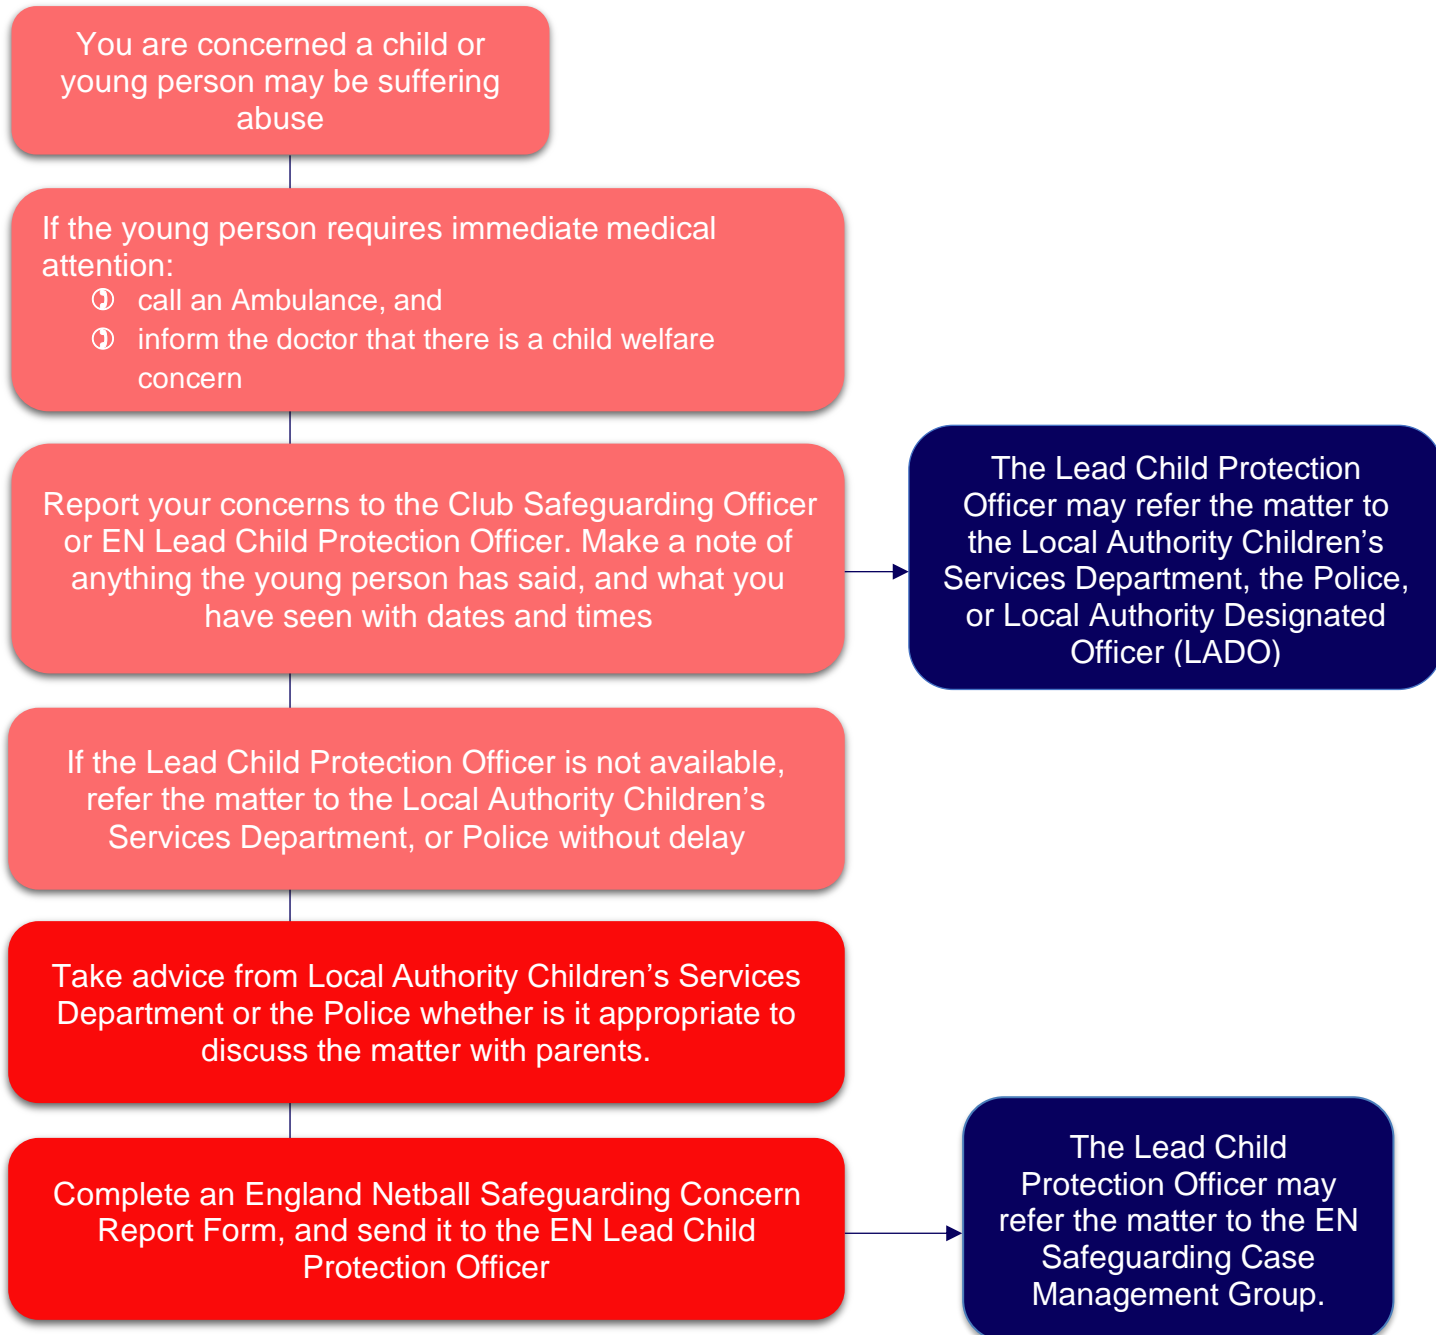 You are concerned a child or
young person may be suffering
abuse
If the young person requires immediate medical
attention:
call an Ambulance, and
inform the doctor that there is a child welfare
concern
Report your concerns to the Club Safeguarding Officer
or EN Lead Child Protection Officer. Make a note of
anything the young person has said, and what you
have seen with dates and times
The Lead Child Protection
Officer may refer the matter to
the Local Authority Children’s
Services Department, the Police,
or Local Authority Designated
Officer (LADO)
If the Lead Child Protection Officer is not available,
refer the matter to the Local Authority Children’s
Services Department, or Police without delay
Take advice from Local Authority Children’s Services
Department or the Police whether is it appropriate to
discuss the matter with parents.
Complete an England Netball Safeguarding Concern
Report Form, and send it to the EN Lead Child
Protection Officer
The Lead Child
Protection Officer may
refer the matter to the EN
Safeguarding Case
Management Group.